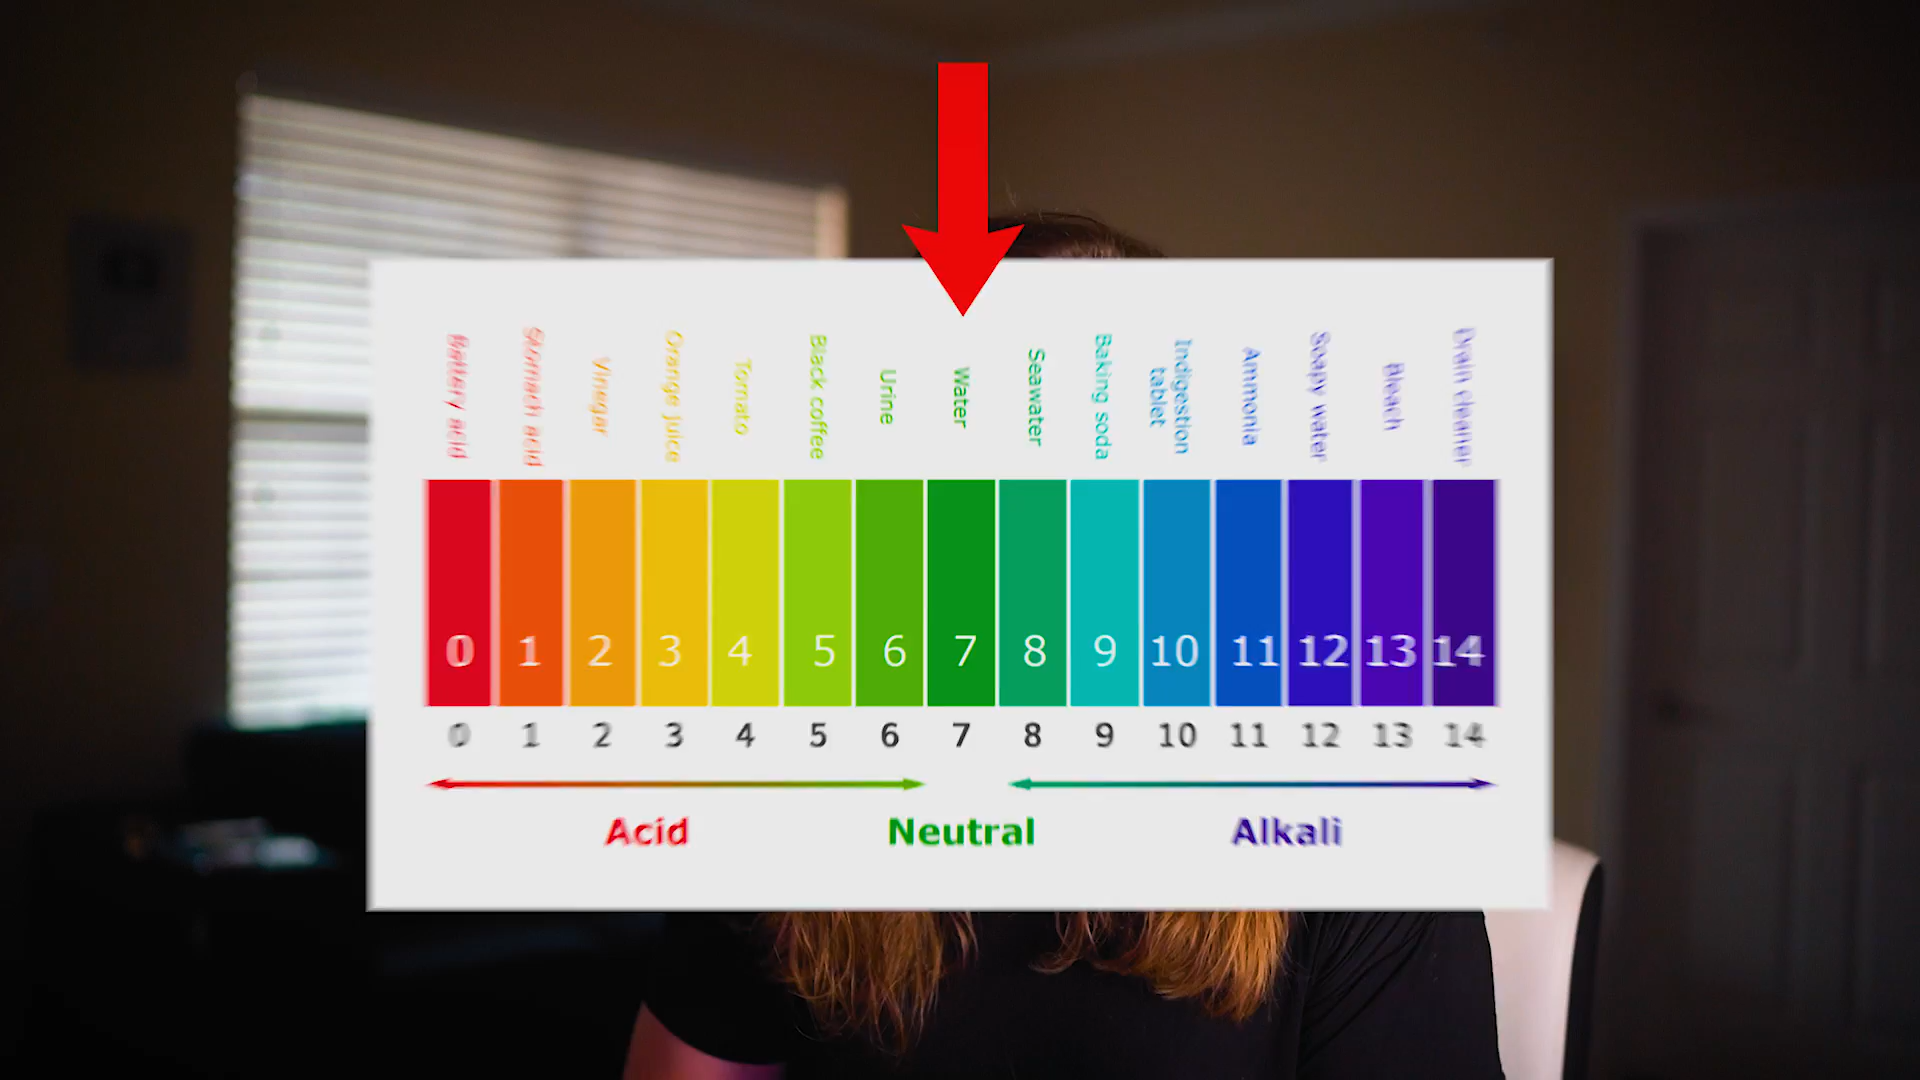 Battery acid
Stomach acid
Vinegar
Orange juice
Tomato
Black coffee
Urine
Water
Seawater
Baking soda
Indigestion
tablet
Ammonia
Soapy water
Bleach
Drain cleaner
0 1 2 3 4 5 6 7 8 9 10 11 12 13 14
0 1 2 3 4 5 6 7 8 9 10 11 12 13 14
Acid Neutral Alkali